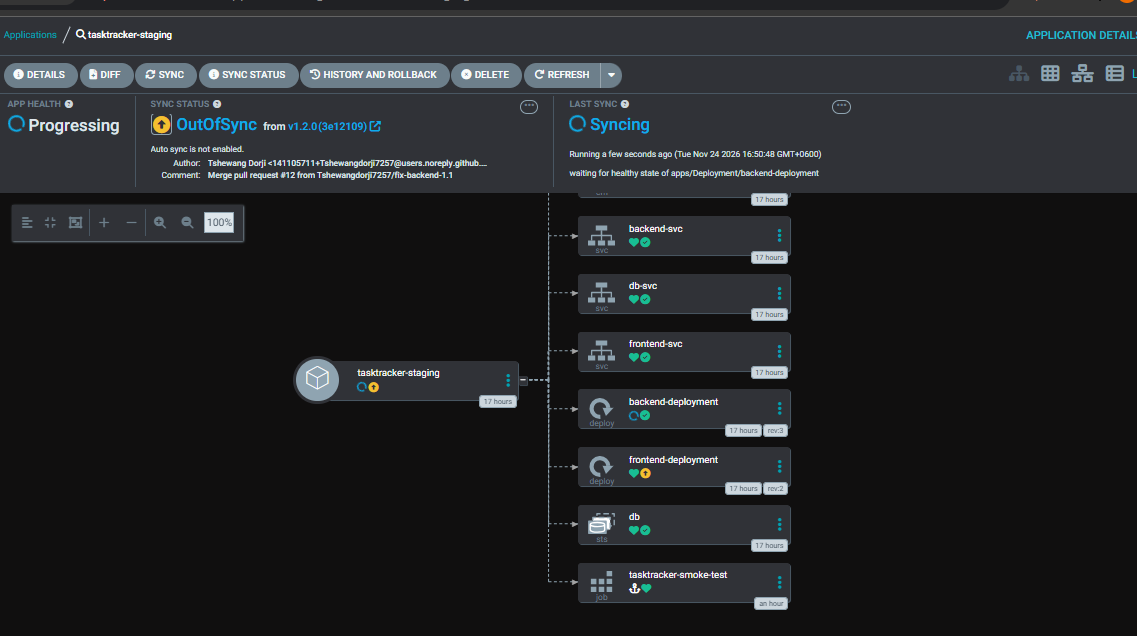 Applications / tasktracker-staging
APPLICATION DETAILS
DETAILS DIFF SYNC SYNC STATUS HISTORY AND ROLLBACK DELETE REFRESH
APP HEALTH
Progressing
SYNC STATUS
OutOfSync from v1.2.0 (3e12109)
Auto sync is not enabled.
Author: Tshewang Dorji <141105711+Tshewangdorji7257@users.noreply.github....
Comment: Merge pull request #12 from Tshewangdorji7257/fix-backend-1.1
LAST SYNC
Syncing
Running a few seconds ago (Tue Nov 24 2026 16:50:48 GMT+0600)
waiting for healthy state of apps/Deployment/backend-deployment
100%
17 hours
backend-svc
svc
17 hours
db-svc
svc
17 hours
frontend-svc
svc
17 hours
tasktracker-staging
17 hours
backend-deployment
deploy
17 hours rev:3
frontend-deployment
deploy
17 hours rev:2
db
sts
17 hours
tasktracker-smoke-test
job
an hour